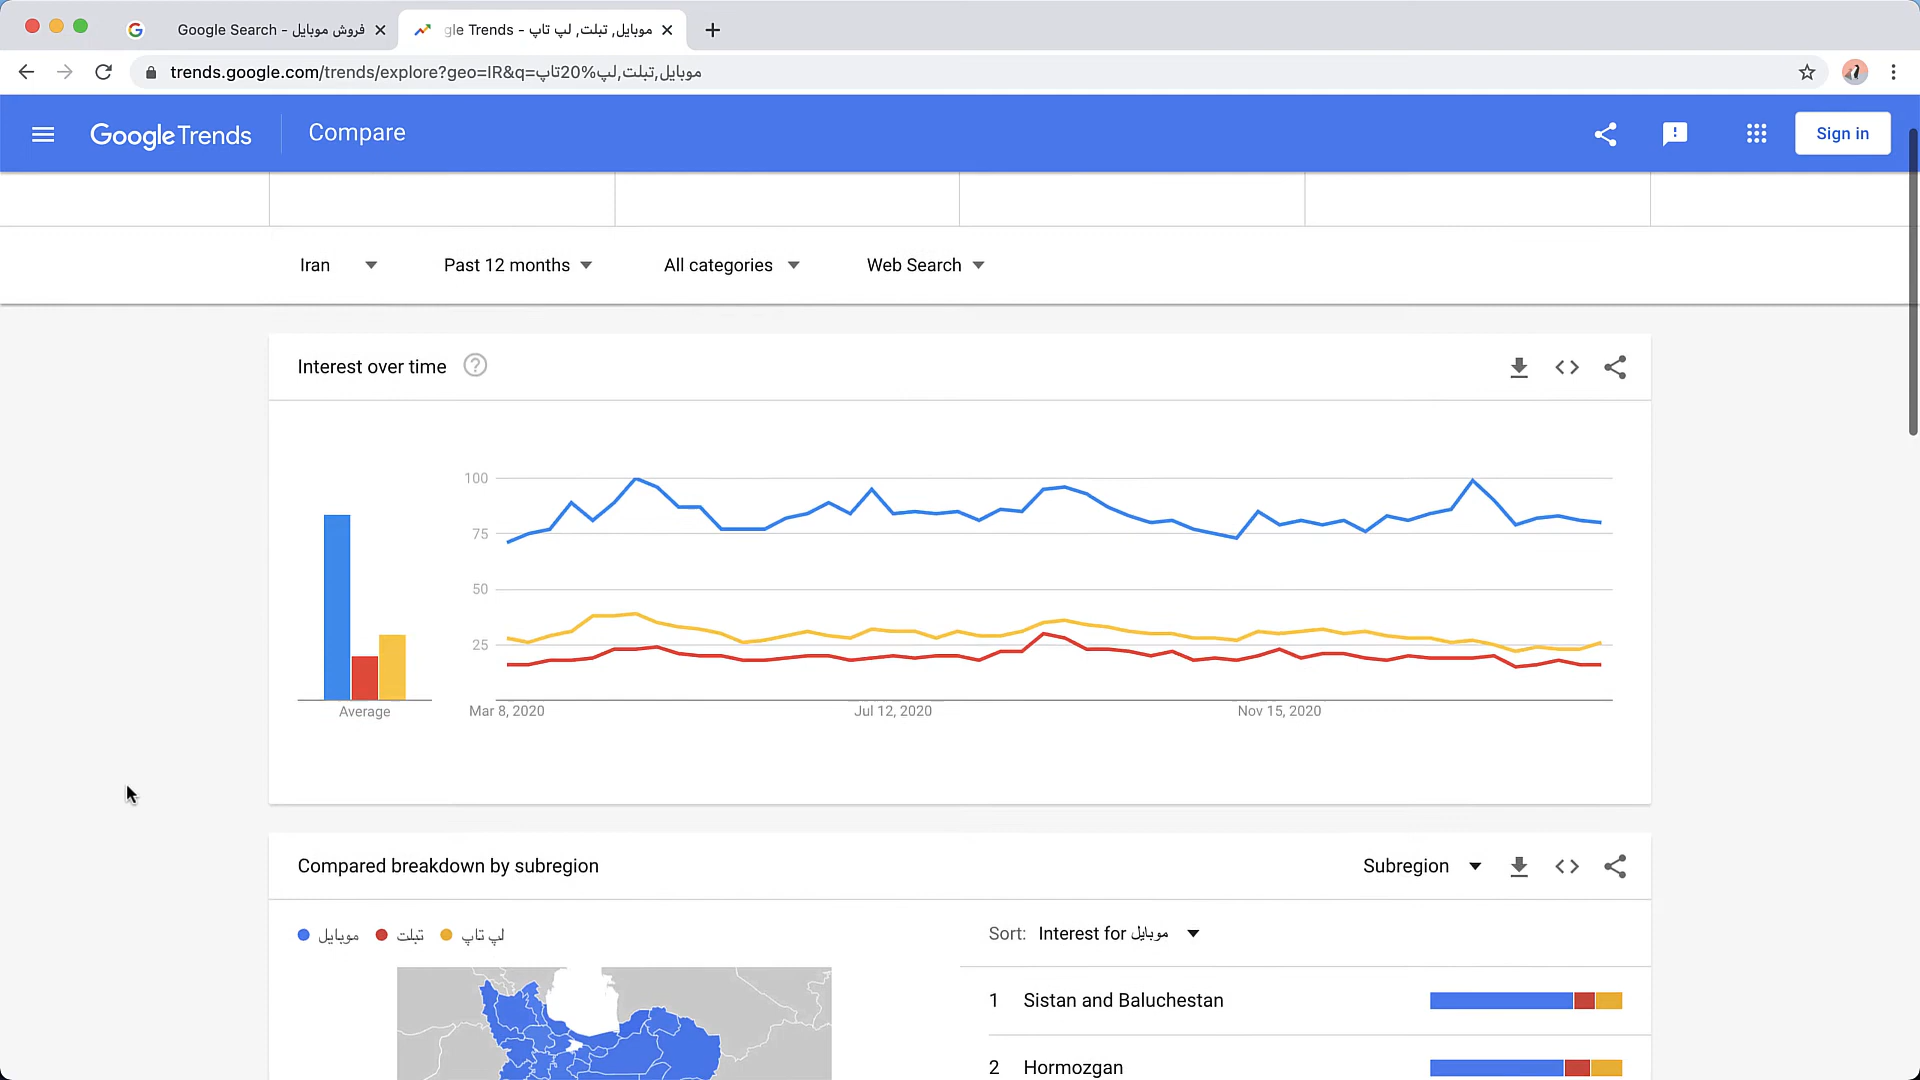 فروش موبایل - Google Search
موبایل, تبلت, لپ تاپ - gle Trends
trends.google.com/trends/explore?geo=IR&q=موبایل,تبلت,لپ%20تاپ
Google Trends
Compare
Sign in
Iran
Past 12 months
All categories
Web Search
Interest over time
?
100
75
50
25
Average
Mar 8, 2020
Jul 12, 2020
Nov 15, 2020
Compared breakdown by subregion
Subregion
موبایل تبلت لپ تاپ
Sort: Interest for موبایل
1 Sistan and Baluchestan
2 Hormozgan